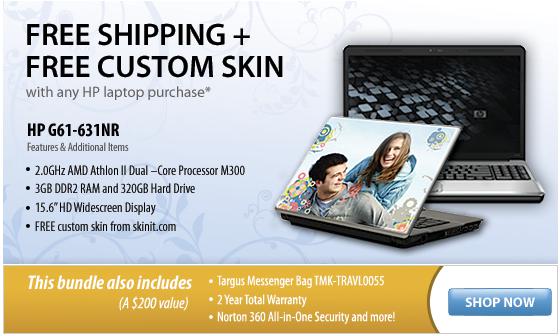 FREE SHIPPING +
FREE CUSTOM SKIN
with any HP laptop purchase*
HP G61-631NR
Features & Additional Items
• 2.0GHz AMD Athlon II Dual –Core Processor M300
• 3GB DDR2 RAM and 320GB Hard Drive
• 15.6" HD Widescreen Display
• FREE custom skin from skinit.com
This bundle also includes
(A $200 value)
• Targus Messenger Bag TMK-TRAVL0055
• 2 Year Total Warranty
• Norton 360 All-in-One Security and more!
SHOP NOW